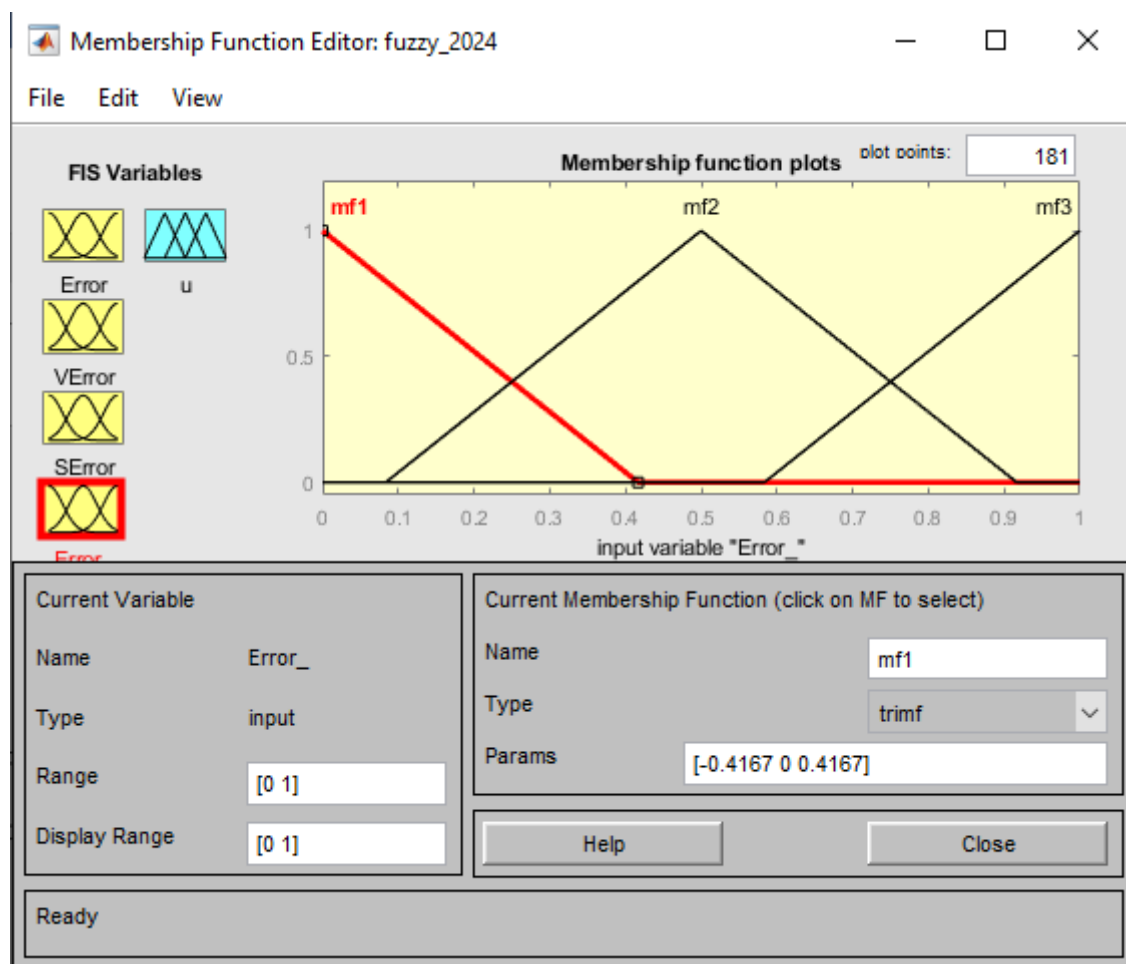 Membership Function Editor: fuzzy_2024
File Edit View
FIS Variables
Membership function plots
plot points:
181
mf1
mf2
mf3
Error
u
VError
SError
Error_
1
0.5
0
0 0.1 0.2 0.3 0.4 0.5 0.6 0.7 0.8 0.9 1
input variable "Error_"
Current Variable
Name Error_
Type input
Range [0 1]
Display Range [0 1]
Current Membership Function (click on MF to select)
Name mf1
Type trimf
Params [-0.4167 0 0.4167]
Help
Close
Ready